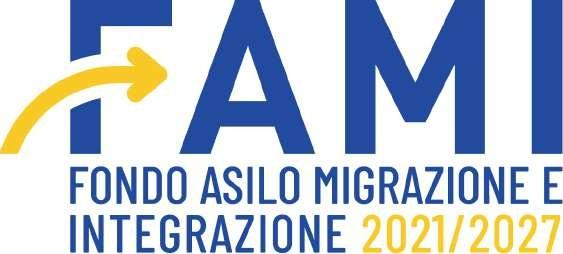 FAMI
FONDO ASILO MIGRAZIONE E
INTEGRAZIONE 2021/2027